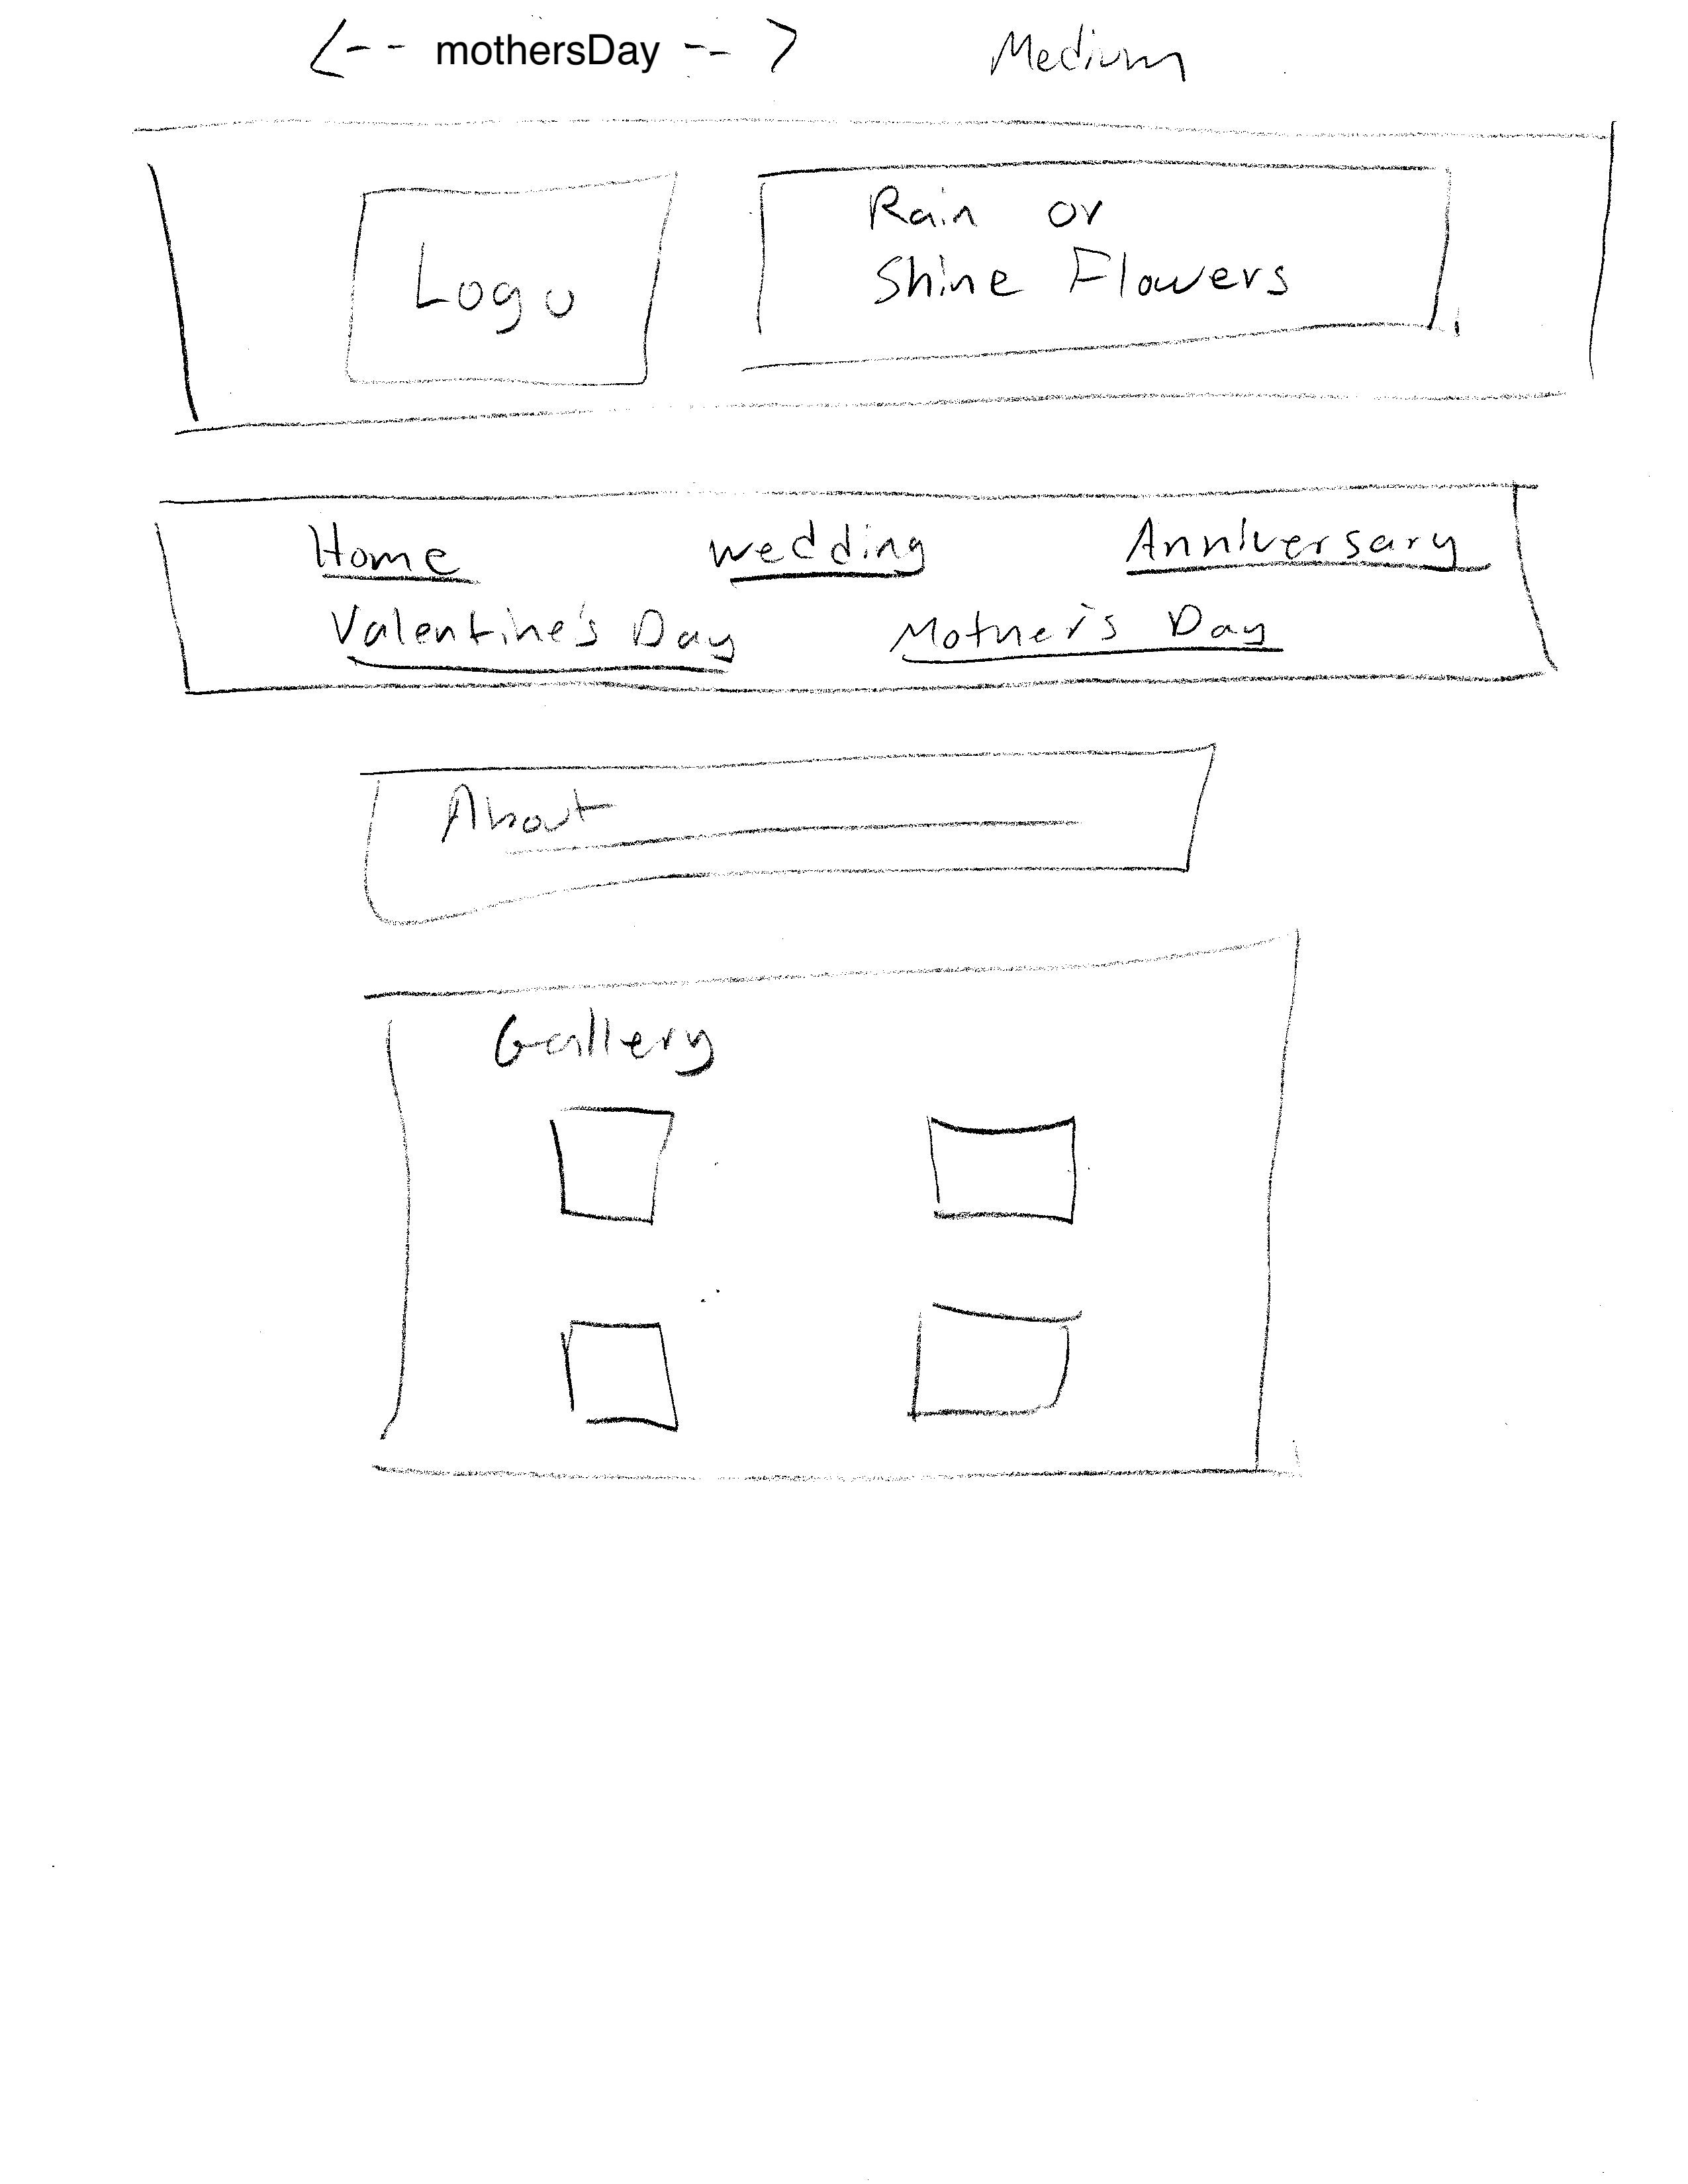 <-- mothersDay --> Medium
Logo
Rain or
Shine Flowers
Home wedding Anniversary
Valentine's Day Mother's Day
About
Gallery